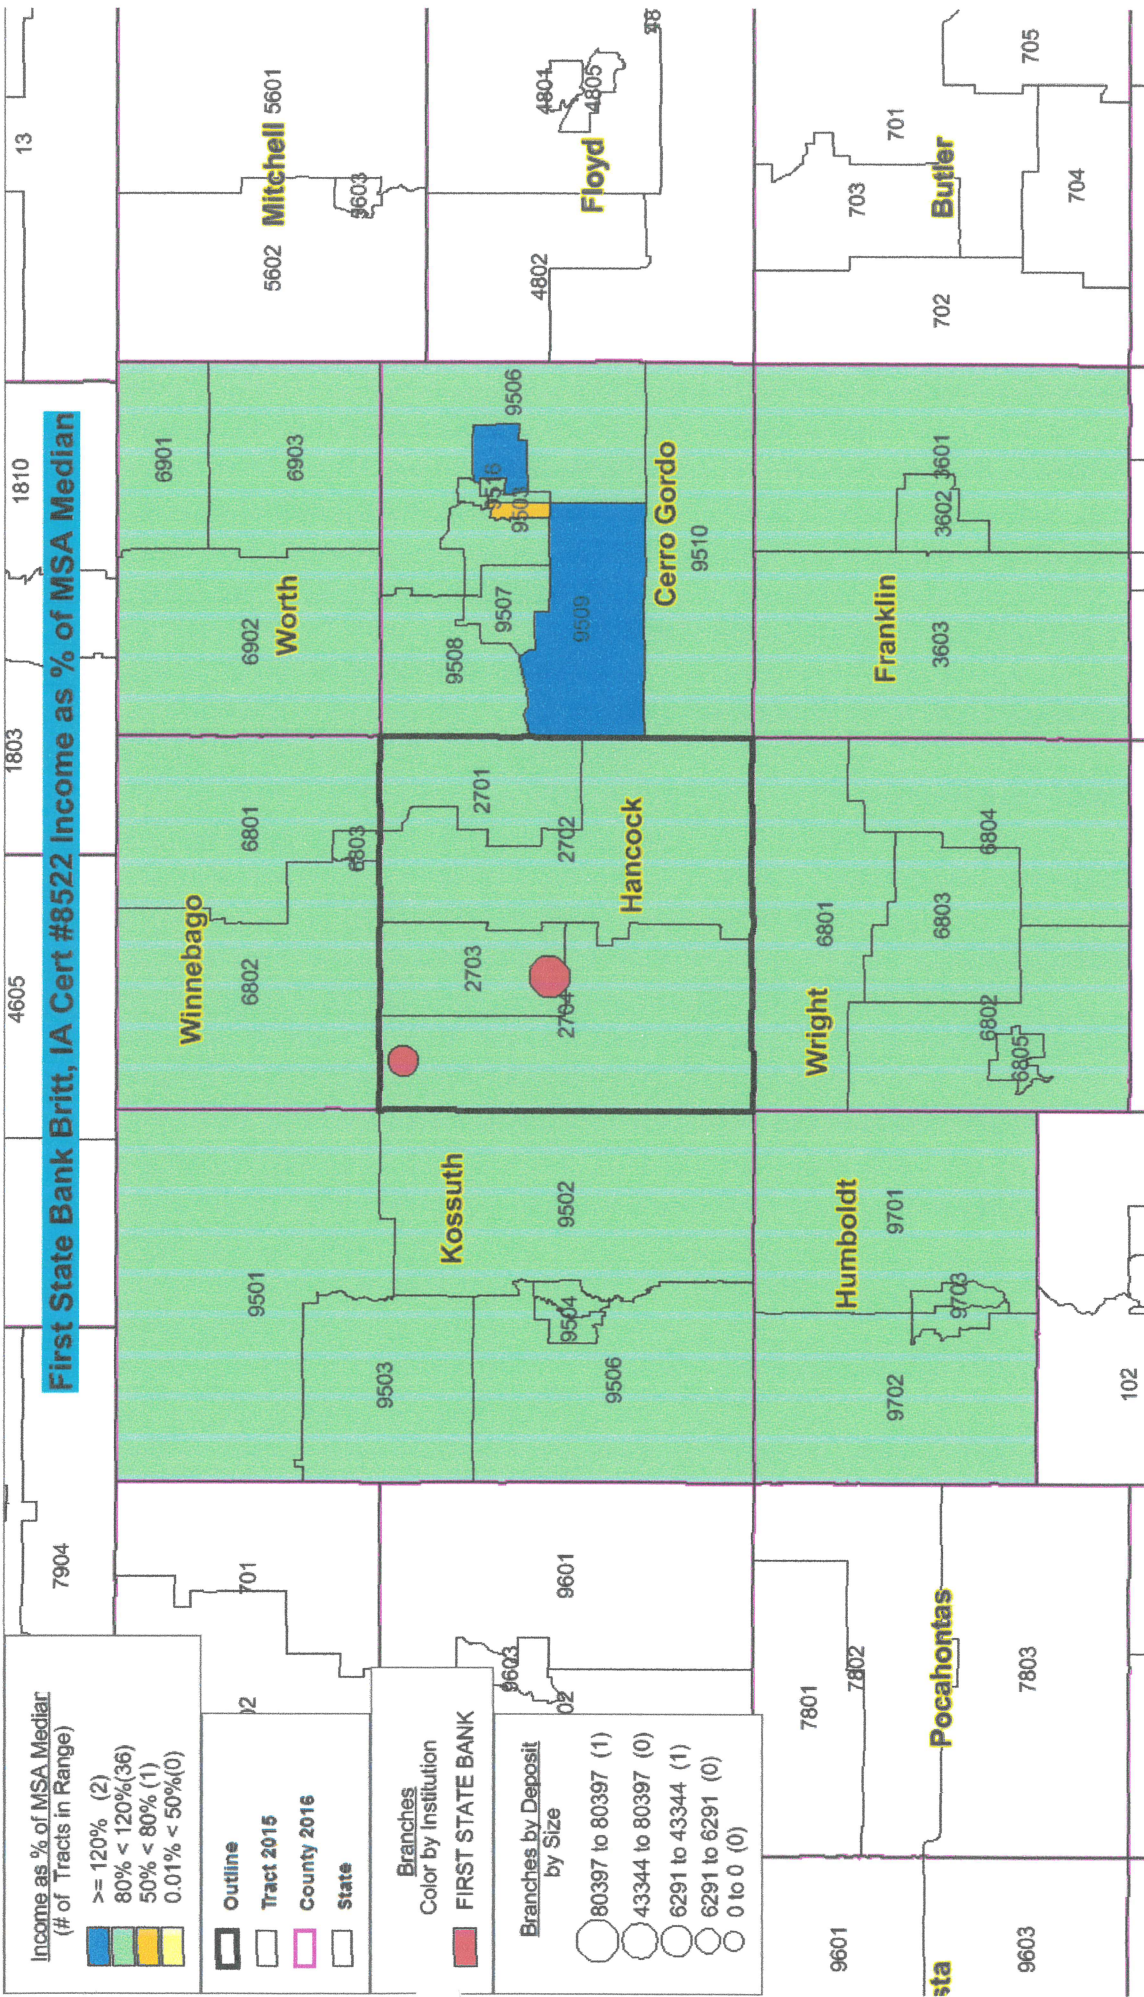 First State Bank Britt, IA Cert #8522 Income as % of MSA Median
Income as % of MSA Median
(# of Tracts in Range)
>= 120% (2)
80% < 120%(36)
50% < 80% (1)
0.01% < 50%(0)
Outline
Tract 2015
County 2016
State
Branches
Color by Institution
FIRST STATE BANK
Branches by Deposit
by Size
80397 to 80397 (1)
43344 to 80397 (0)
6291 to 43344 (1)
6291 to 6291 (0)
0 to 0 (0)
7904
4605
1803
1810
13
701
02
9501
9503
Winnebago
6802
6801
6803
Worth
6902
6901
6903
5602
Mitchell
5601
5603
9601
9603
02
Kossuth
9502
9504
9506
2703
2704
2701
2702
Hancock
9508
9507
9509
9503
9506
Cerro Gordo
9510
4802
Floyd
4801
4805
48
7801
7802
Pocahontas
7803
9601
9603
sta
Humboldt
9701
9702
9703
102
Wright
6801
6802
6803
6804
6805
Franklin
3603
3602
3601
702
703
701
Butler
704
705